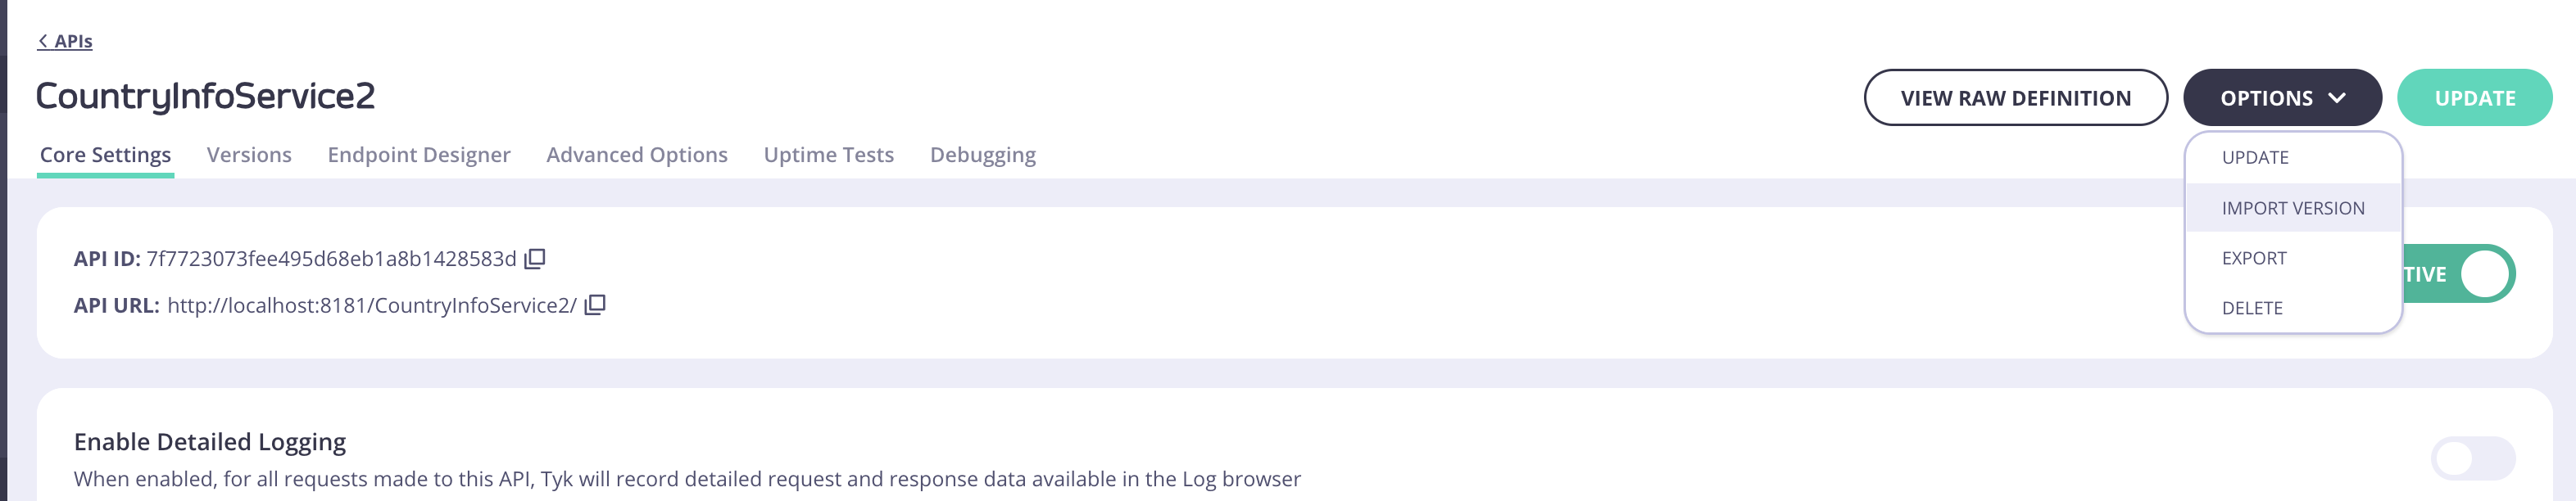 APIs
CountryInfoService2
VIEW RAW DEFINITION
OPTIONS
UPDATE
Core Settings Versions Endpoint Designer Advanced Options Uptime Tests Debugging
UPDATE
IMPORT VERSION
EXPORT
DELETE
API ID: 7f7723073fee495d68eb1a8b1428583d
API URL: http://localhost:8181/CountryInfoService2/
TIVE
Enable Detailed Logging
When enabled, for all requests made to this API, Tyk will record detailed request and response data available in the Log browser